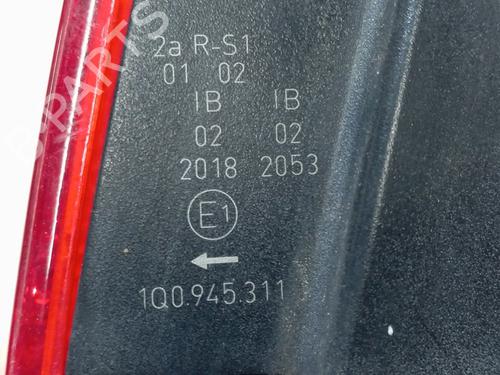 2a R-S1
01 02
IB IB
02 02
2018 2053
E1
←
1Q0.945.311